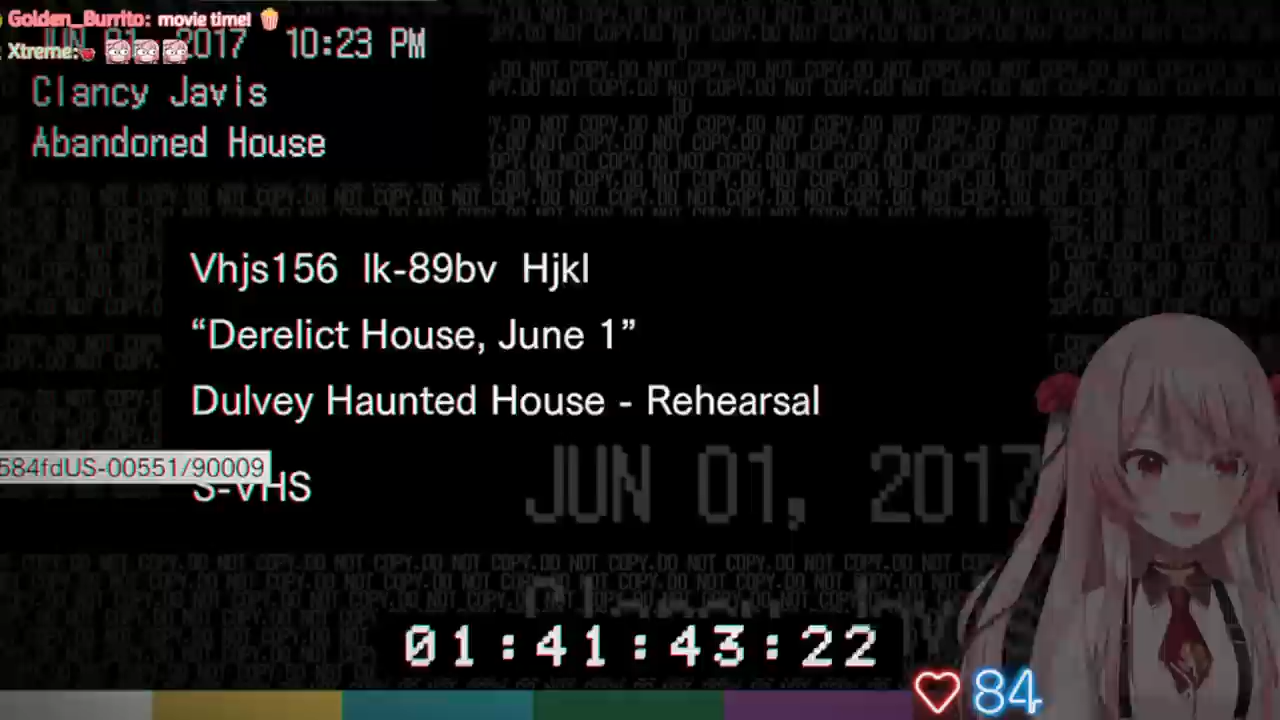 Golden_Burrito: movie time!
Xtreme:
JUN 01, 2017 10:23 PM
Clancy Javis
Abandoned House
Vhjs156 lk-89bv Hjkl
“Derelict House, June 1”
Dulvey Haunted House - Rehearsal
584fdUS-00551/90009
S-VHS
JUN 01, 2017
01:41:43:22
84